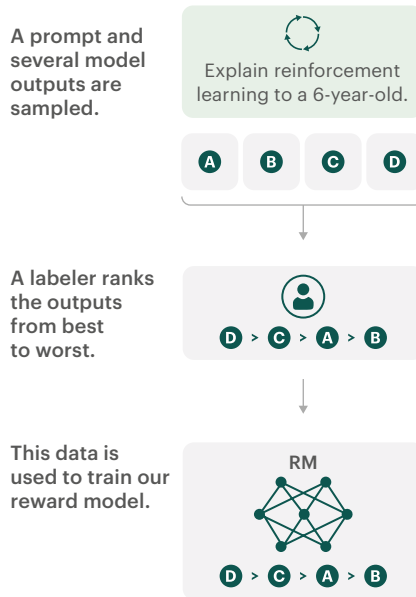 A prompt and
several model
outputs are
sampled.
Explain reinforcement
learning to a 6-year-old.
A B C D
A labeler ranks
the outputs
from best
to worst.
D > C > A > B
This data is
used to train our
reward model.
RM
D > C > A > B